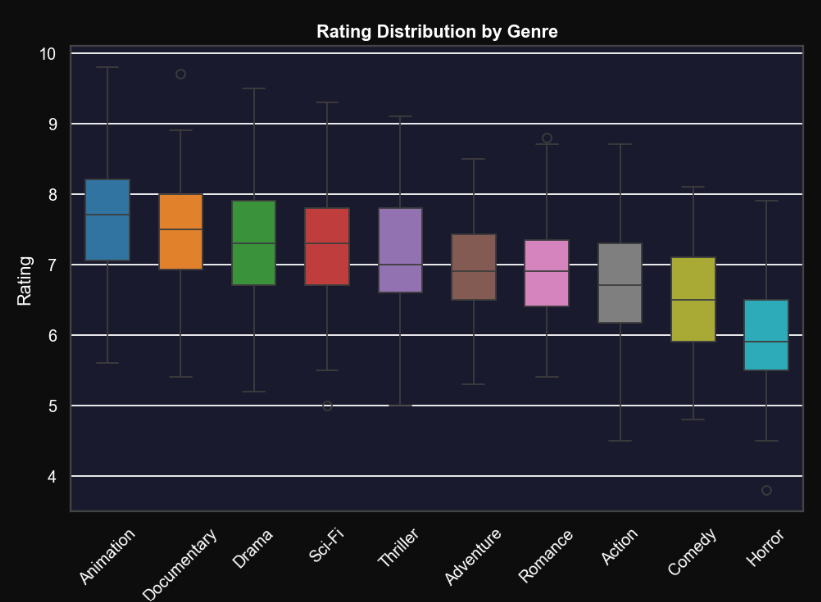 Rating Distribution by Genre
Rating
10
9
8
7
6
5
4
Animation
Documentary
Drama
Sci-Fi
Thriller
Adventure
Romance
Action
Comedy
Horror